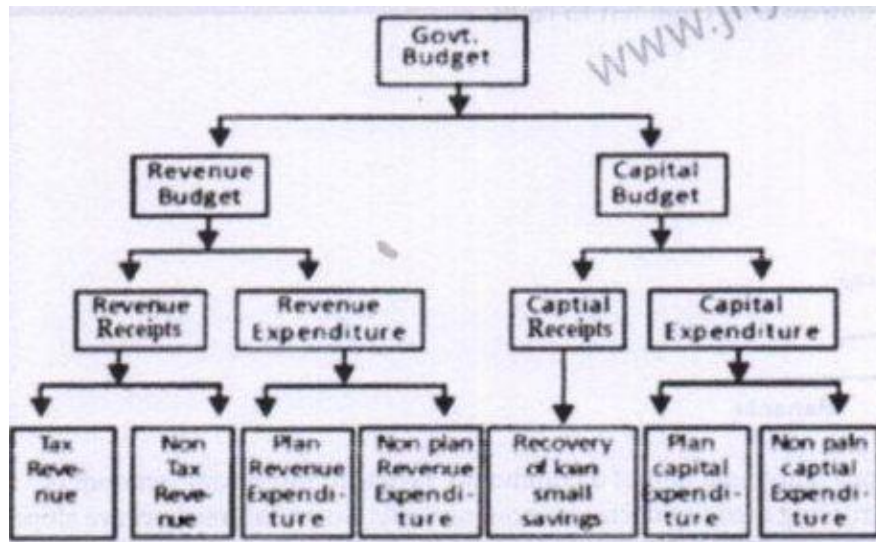 Govt.
Budget
Revenue
Budget
Capital
Budget
Revenue
Receipts
Revenue
Expenditure
Captial
Receipts
Capital
Expenditure
Tax
Reve-
nue
Non
Tax
Reve-
nue
Plan
Revenue
Expendi-
ture
Non plan
Revenue
Expendi-
ture
Recovery
of loan
small
savings
Plan
capital
Expendi-
ture
Non paln
captial
Expendi-
ture